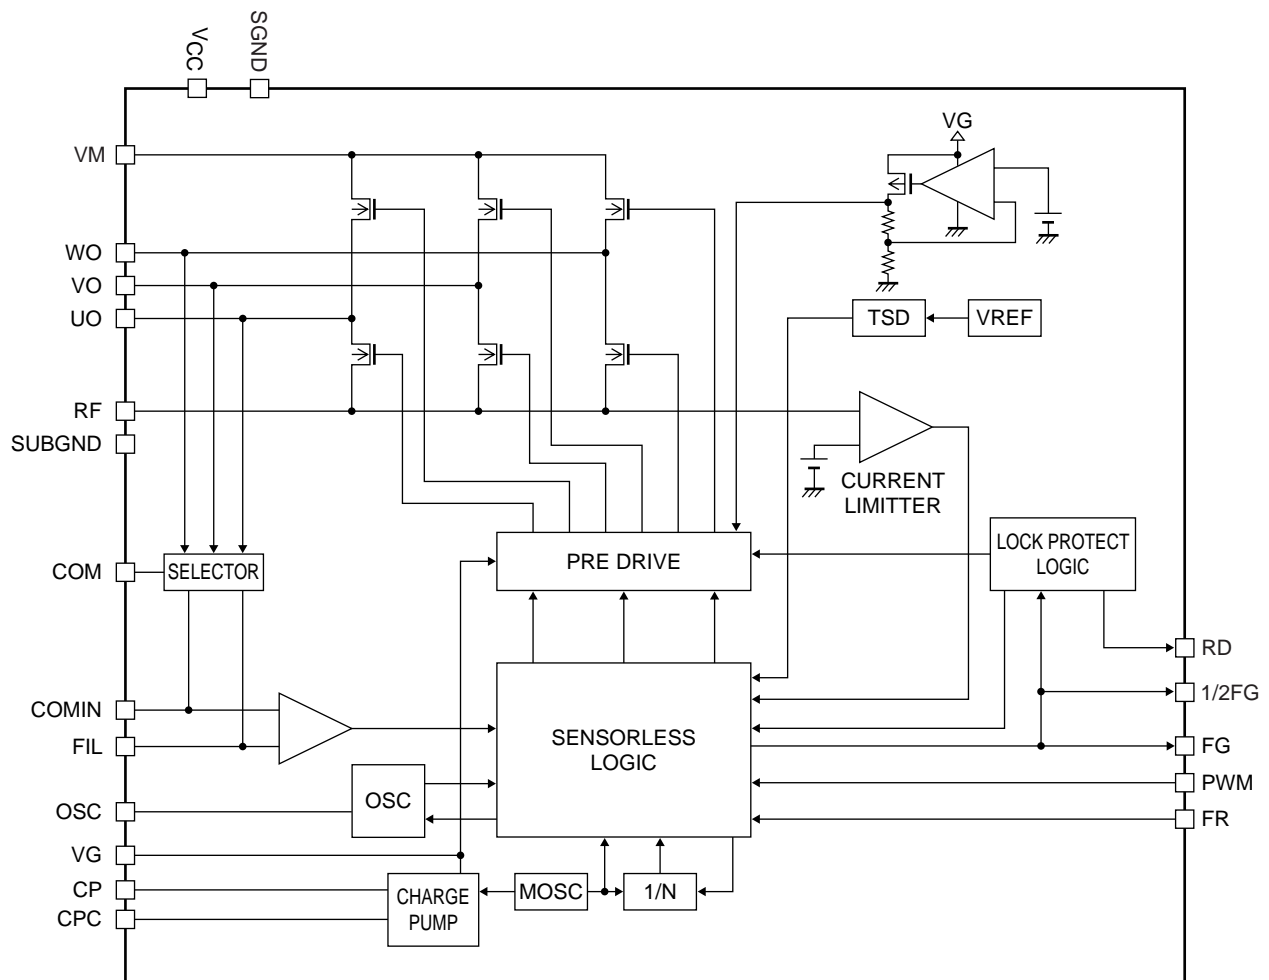 VCC
SGND
VG
VM
WO
VO
UO
TSD
VREF
RF
SUBGND
CURRENT
LIMITTER
LOCK PROTECT
LOGIC
PRE DRIVE
COM
SELECTOR
RD
1/2FG
COMIN
FIL
SENSORLESS
LOGIC
FG
PWM
OSC
OSC
FR
VG
CP
CPC
CHARGE
PUMP
MOSC
1/N